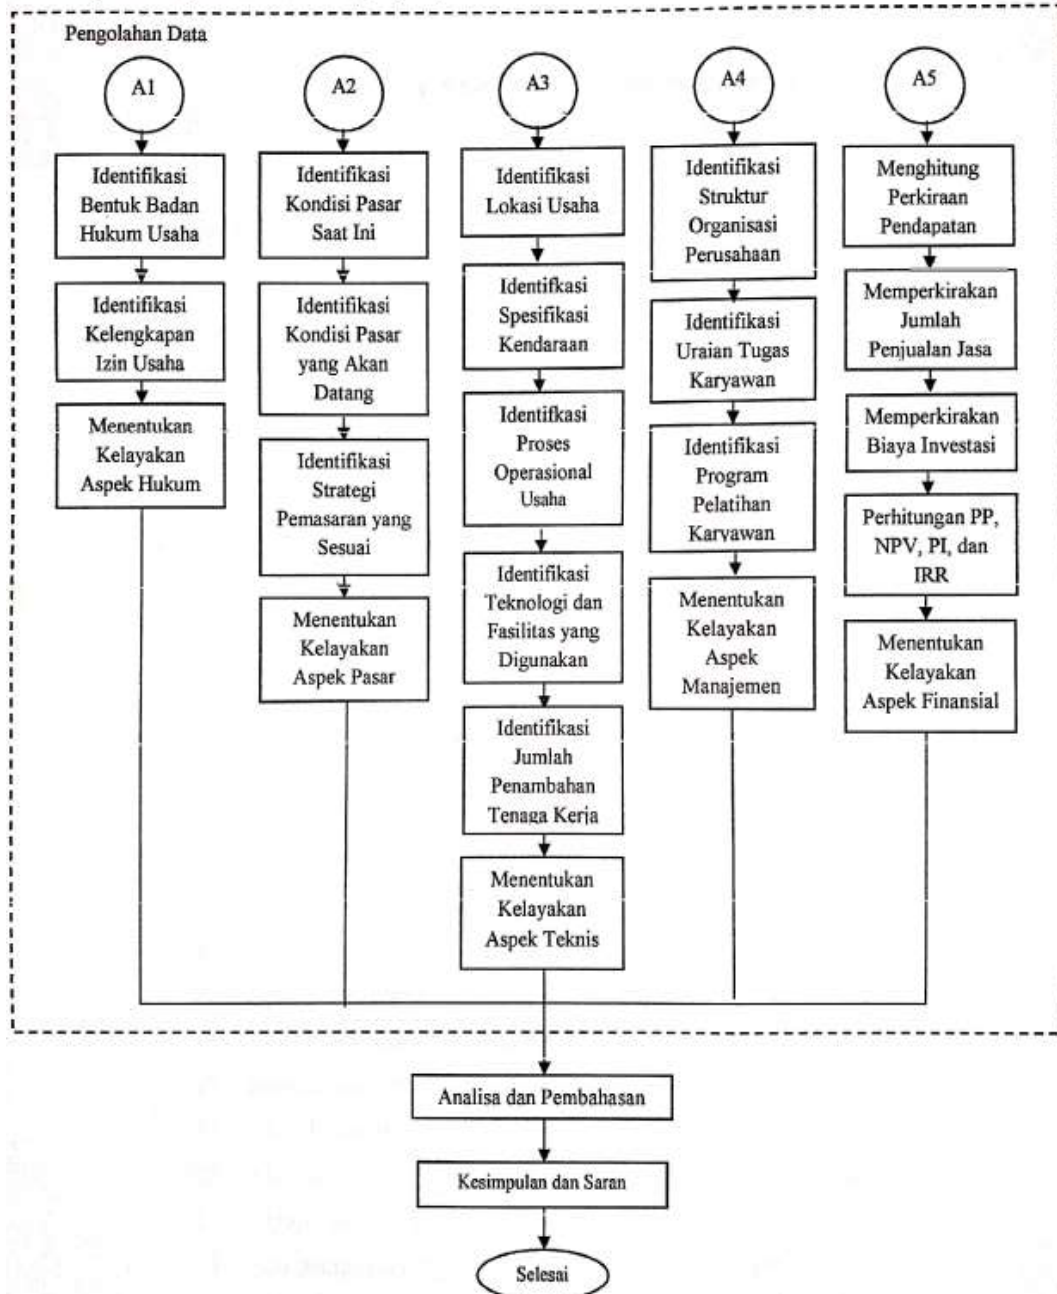 Pengolahan Data
A1
Identifikasi
Bentuk Badan
Hukum Usaha
Identifikasi
Kelengkapan
Izin Usaha
Menentukan
Kelayakan
Aspek Hukum
A2
Identifikasi
Kondisi Pasar
Saat Ini
Identifikasi
Kondisi Pasar
yang Akan
Datang
Identifikasi
Strategi
Pemasaran yang
Sesuai
Menentukan
Kelayakan
Aspek Pasar
A3
Identifikasi
Lokasi Usaha
Identifkasi
Spesifikasi
Kendaraan
Identifkasi
Proses
Operasional
Usaha
Identifikasi
Teknologi dan
Fasilitas yang
Digunakan
Identifikasi
Jumlah
Penambahan
Tenaga Kerja
Menentukan
Kelayakan
Aspek Teknis
A4
Identifikasi
Struktur
Organisasi
Perusahaan
Identifikasi
Uraian Tugas
Karyawan
Identifikasi
Program
Pelatihan
Karyawan
Menentukan
Kelayakan
Aspek
Manajemen
A5
Menghitung
Perkiraan
Pendapatan
Memperkirakan
Jumlah
Penjualan Jasa
Memperkirakan
Biaya Investasi
Perhitungan PP,
NPV, PI, dan
IRR
Menentukan
Kelayakan
Aspek Finansial
Analisa dan Pembahasan
Kesimpulan dan Saran
Selesai